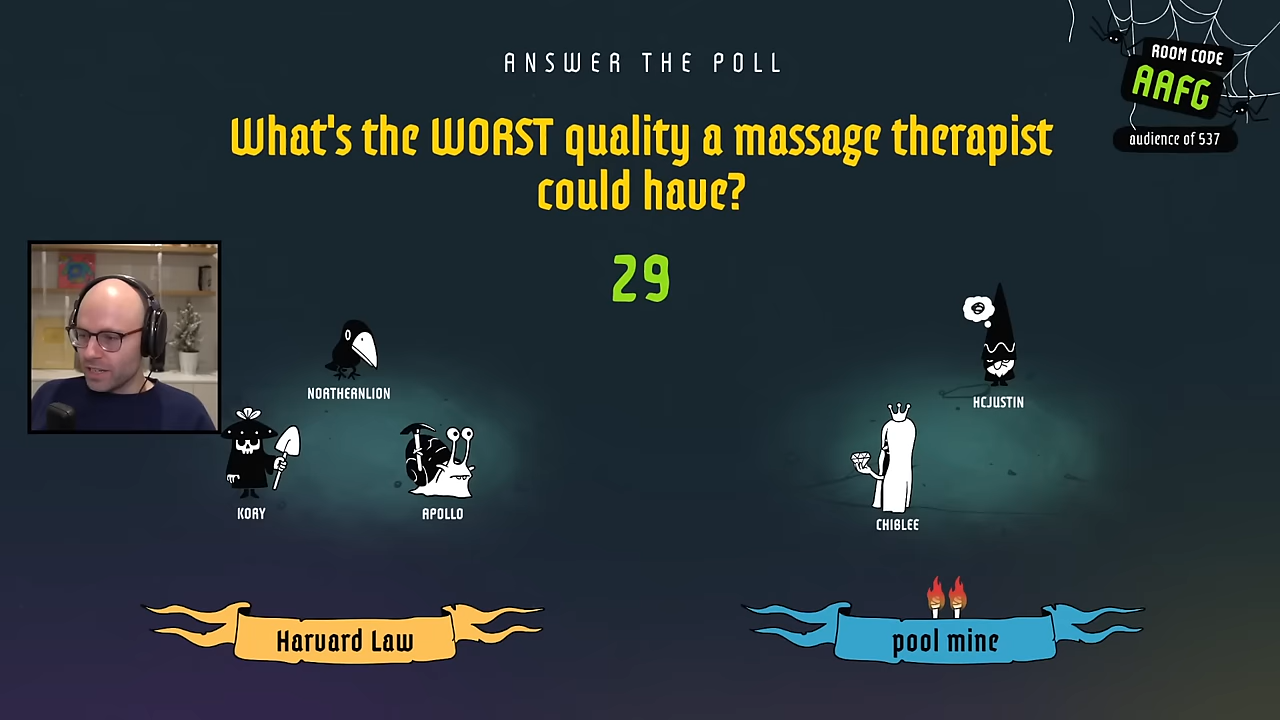 ANSWER THE POLL
ROOM CODE
AAFG
audience of 537
What's the WORST quality a massage therapist
could have?
29
NORTHERNLION
HCJUSTIN
KORY
APOLLO
CHIBLEE
Harvard Law
pool mine